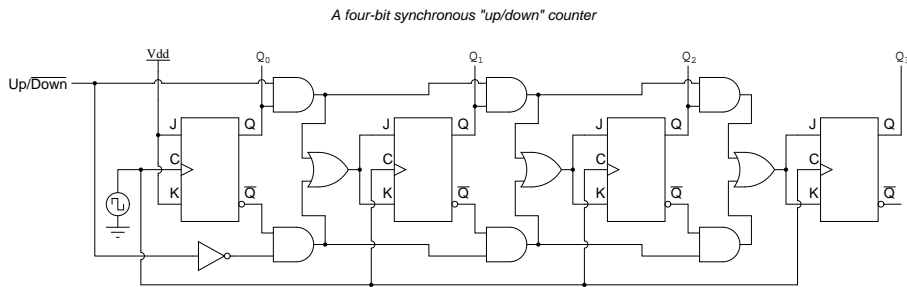 A four-bit synchronous "up/down" counter
Vdd Q0 Q1 Q2 Q3
Up/Down
J Q J Q J Q J Q
C C C C
K Q K Q K Q K Q